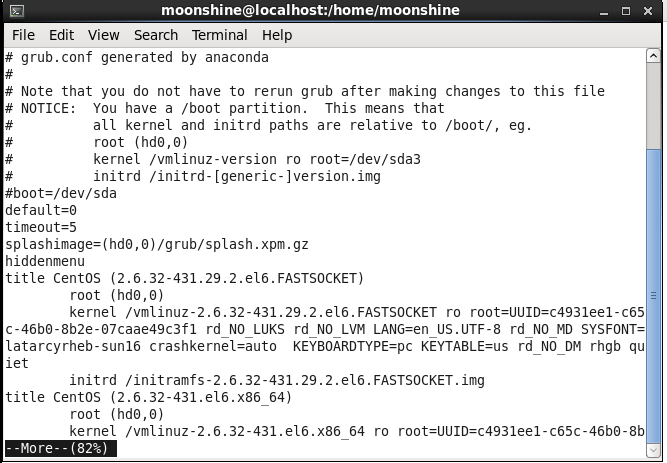 moonshine@localhost:/home/moonshine
File Edit View Search Terminal Help
# grub.conf generated by anaconda
#
# Note that you do not have to rerun grub after making changes to this file
# NOTICE:  You have a /boot partition.  This means that
#          all kernel and initrd paths are relative to /boot/, eg.
#          root (hd0,0)
#          kernel /vmlinuz-version ro root=/dev/sda3
#          initrd /initrd-[generic-]version.img
#boot=/dev/sda
default=0
timeout=5
splashimage=(hd0,0)/grub/splash.xpm.gz
hiddenmenu
title CentOS (2.6.32-431.29.2.el6.FASTSOCKET)
        root (hd0,0)
        kernel /vmlinuz-2.6.32-431.29.2.el6.FASTSOCKET ro root=UUID=c4931ee1-c65
c-46b0-8b2e-07caae49c3f1 rd_NO_LUKS rd_NO_LVM LANG=en_US.UTF-8 rd_NO_MD SYSFONT=
latarcyrheb-sun16 crashkernel=auto  KEYBOARDTYPE=pc KEYTABLE=us rd_NO_DM rhgb qu
iet
        initrd /initramfs-2.6.32-431.29.2.el6.FASTSOCKET.img
title CentOS (2.6.32-431.el6.x86_64)
        root (hd0,0)
        kernel /vmlinuz-2.6.32-431.el6.x86_64 ro root=UUID=c4931ee1-c65c-46b0-8b
--More--(82%)